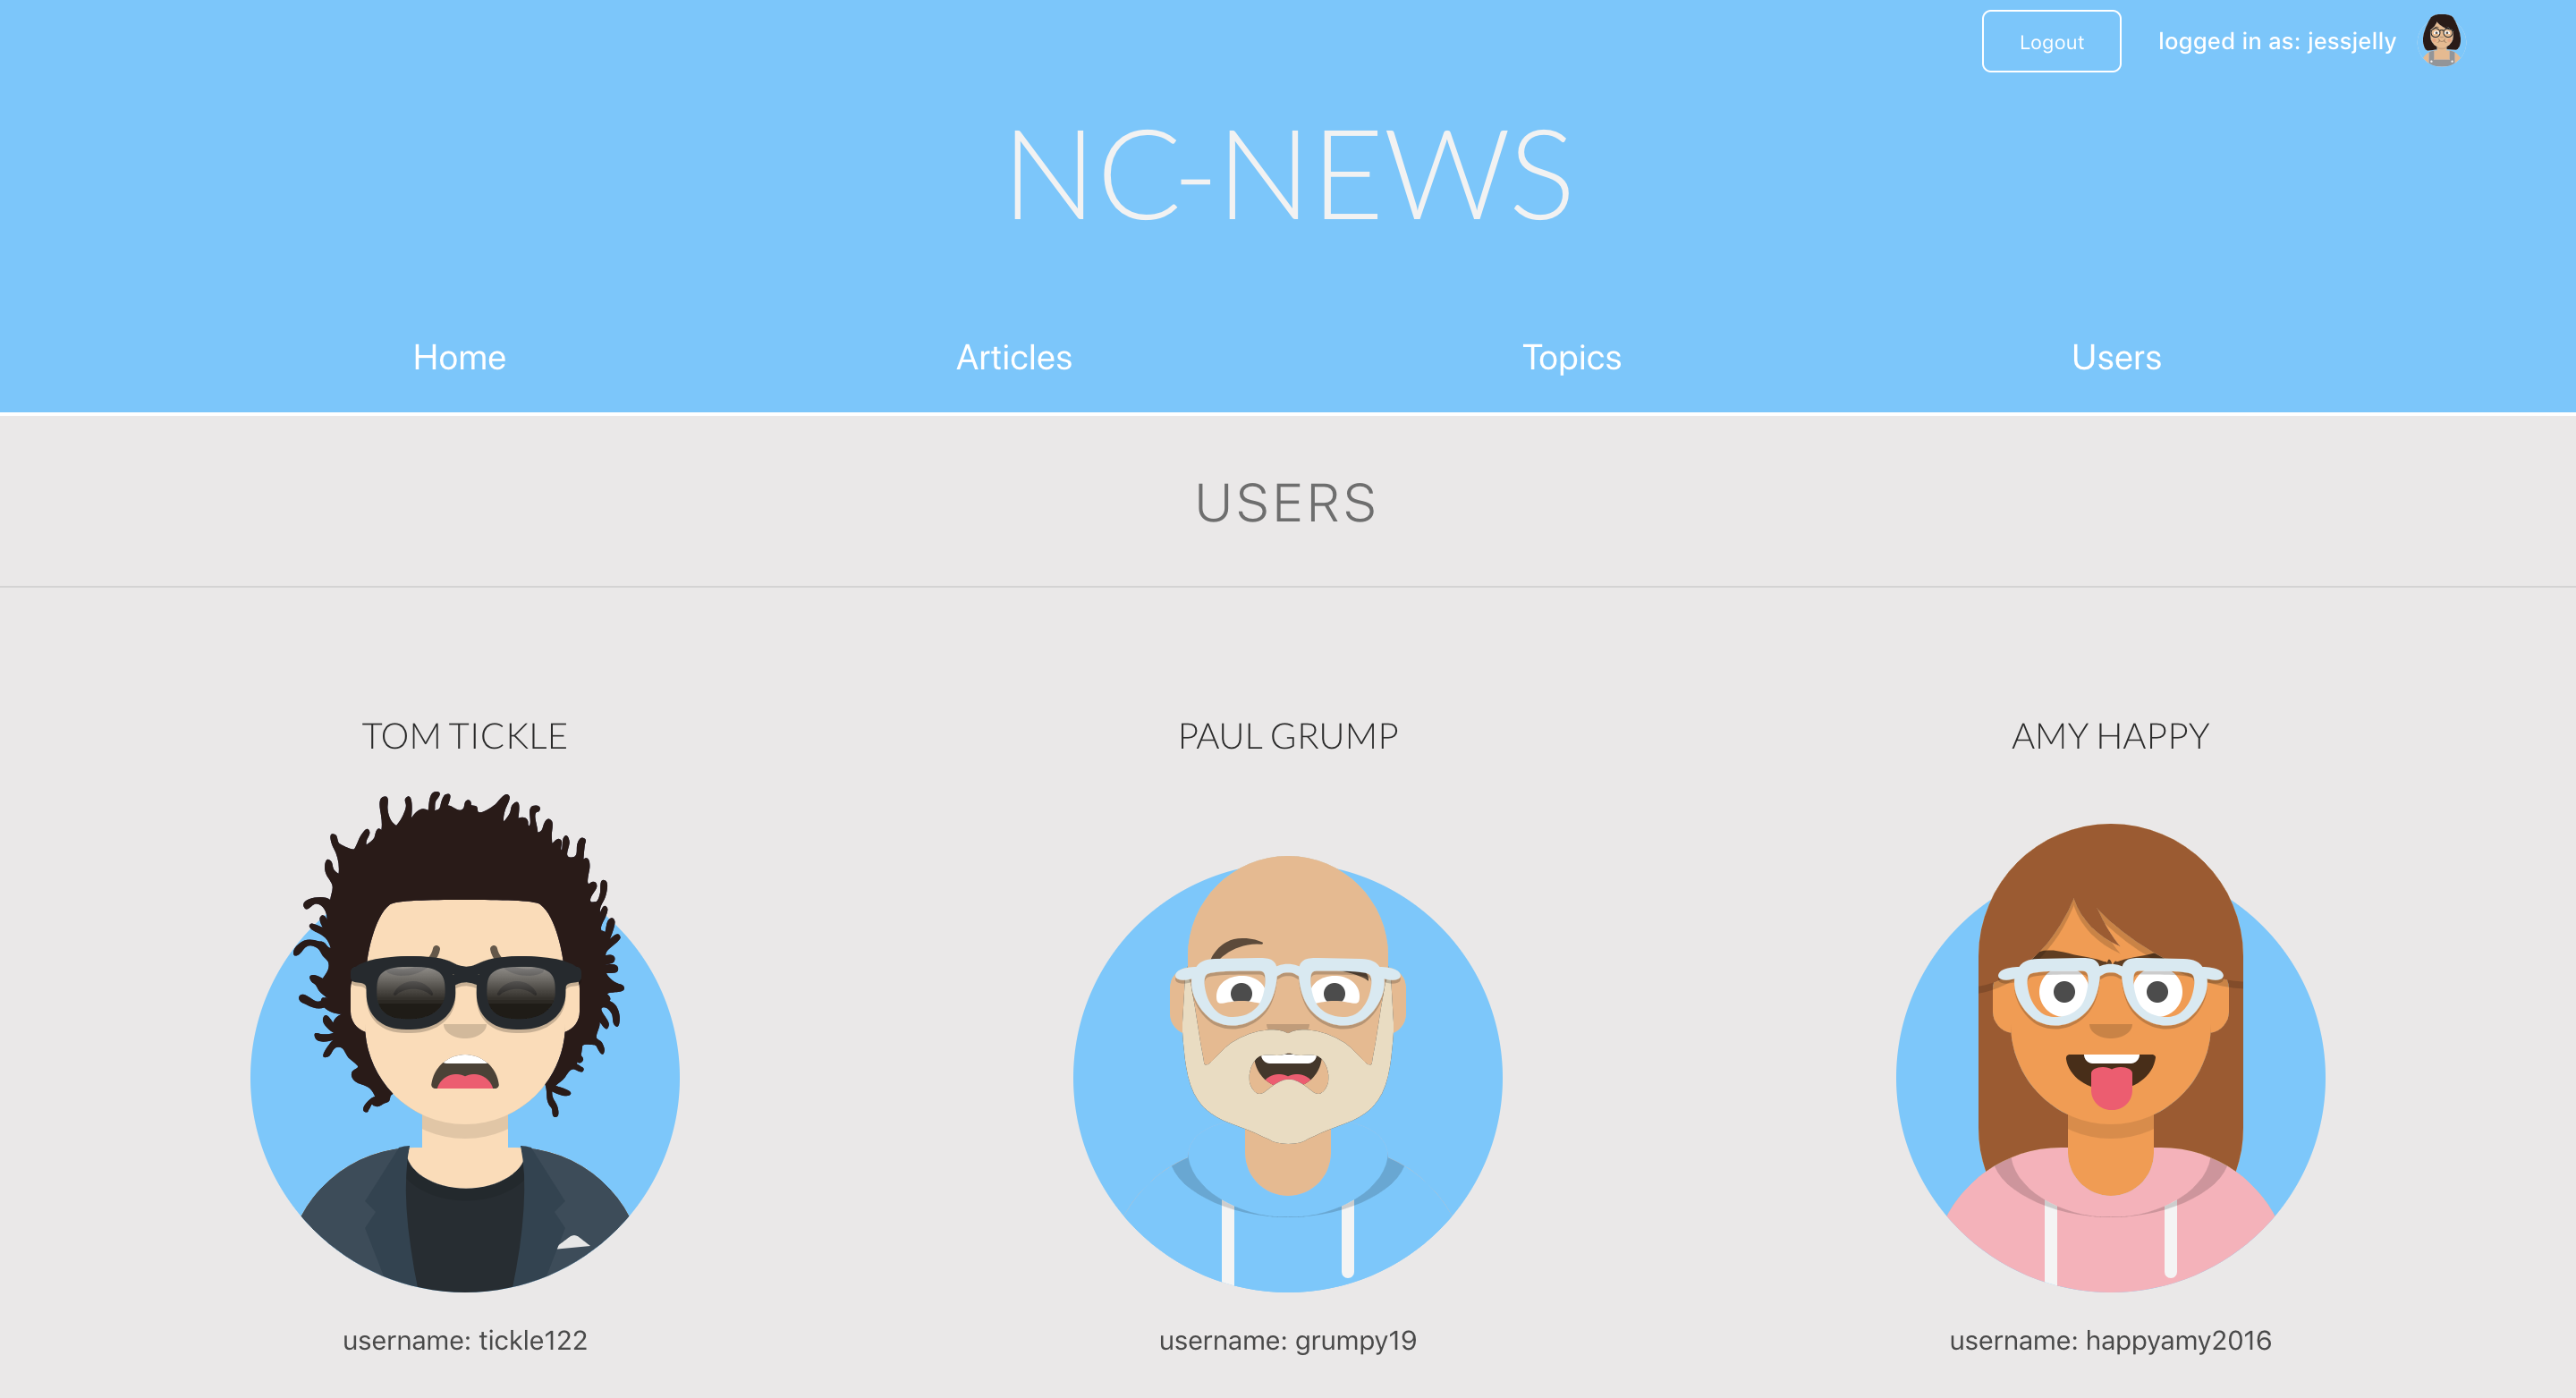 Logout
logged in as: jessjelly
NC-NEWS
Home Articles Topics Users
USERS
TOM TICKLE PAUL GRUMP AMY HAPPY
username: tickle122 username: grumpy19 username: happyamy2016